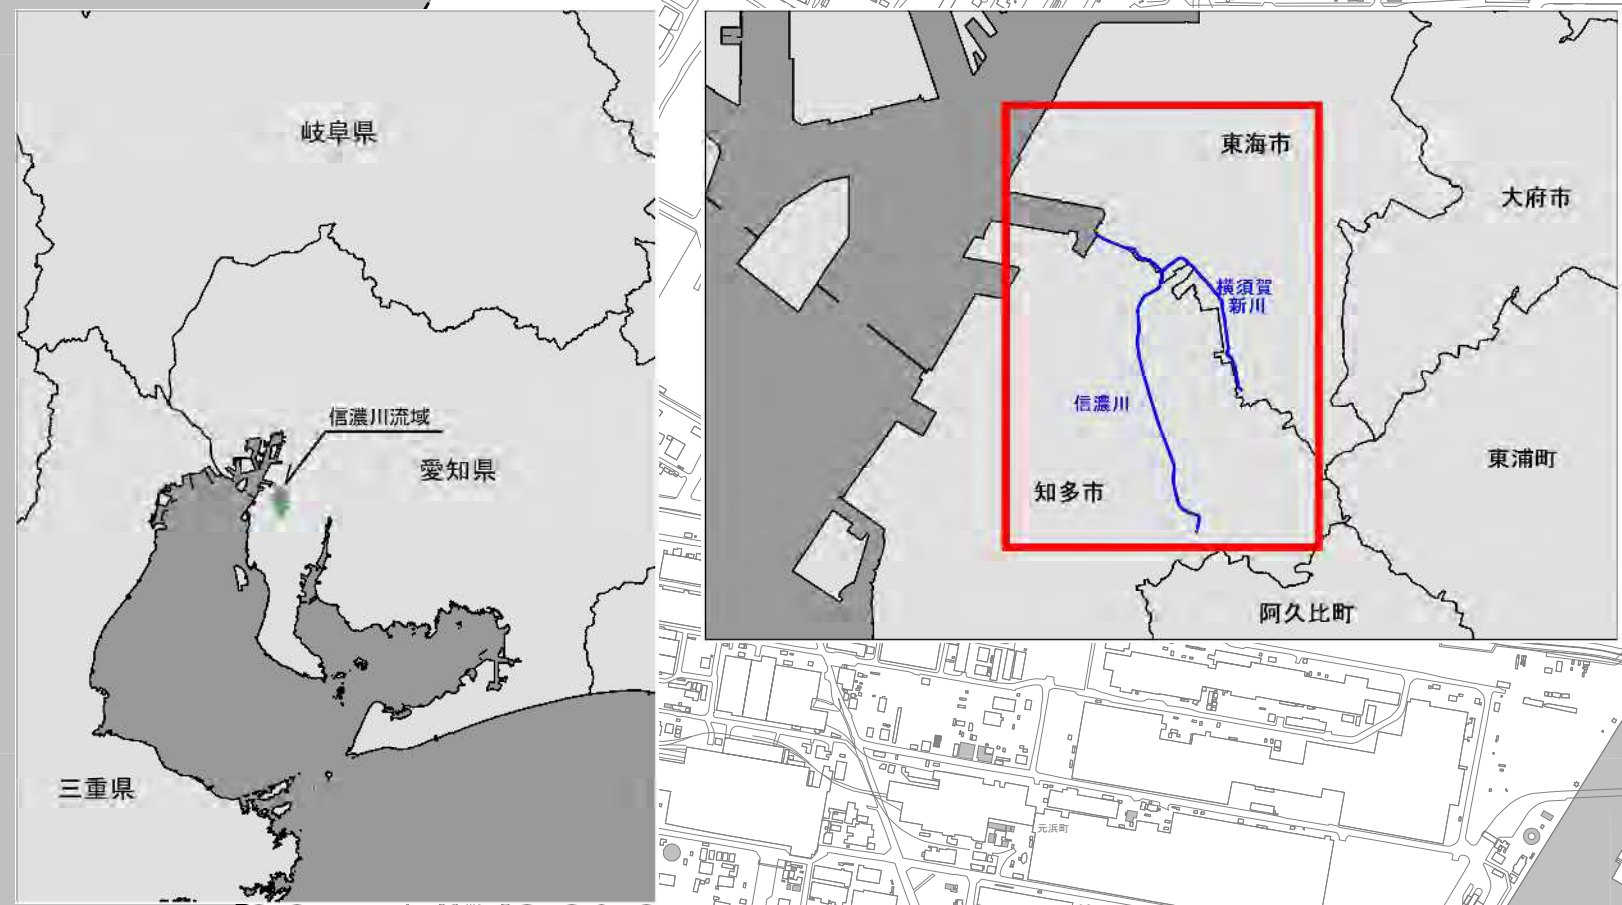 岐阜県
信濃川流域
愛知県
三重県
東海市
大府市
横須賀
新川
信濃川
東浦町
知多市
阿久比町
元浜町